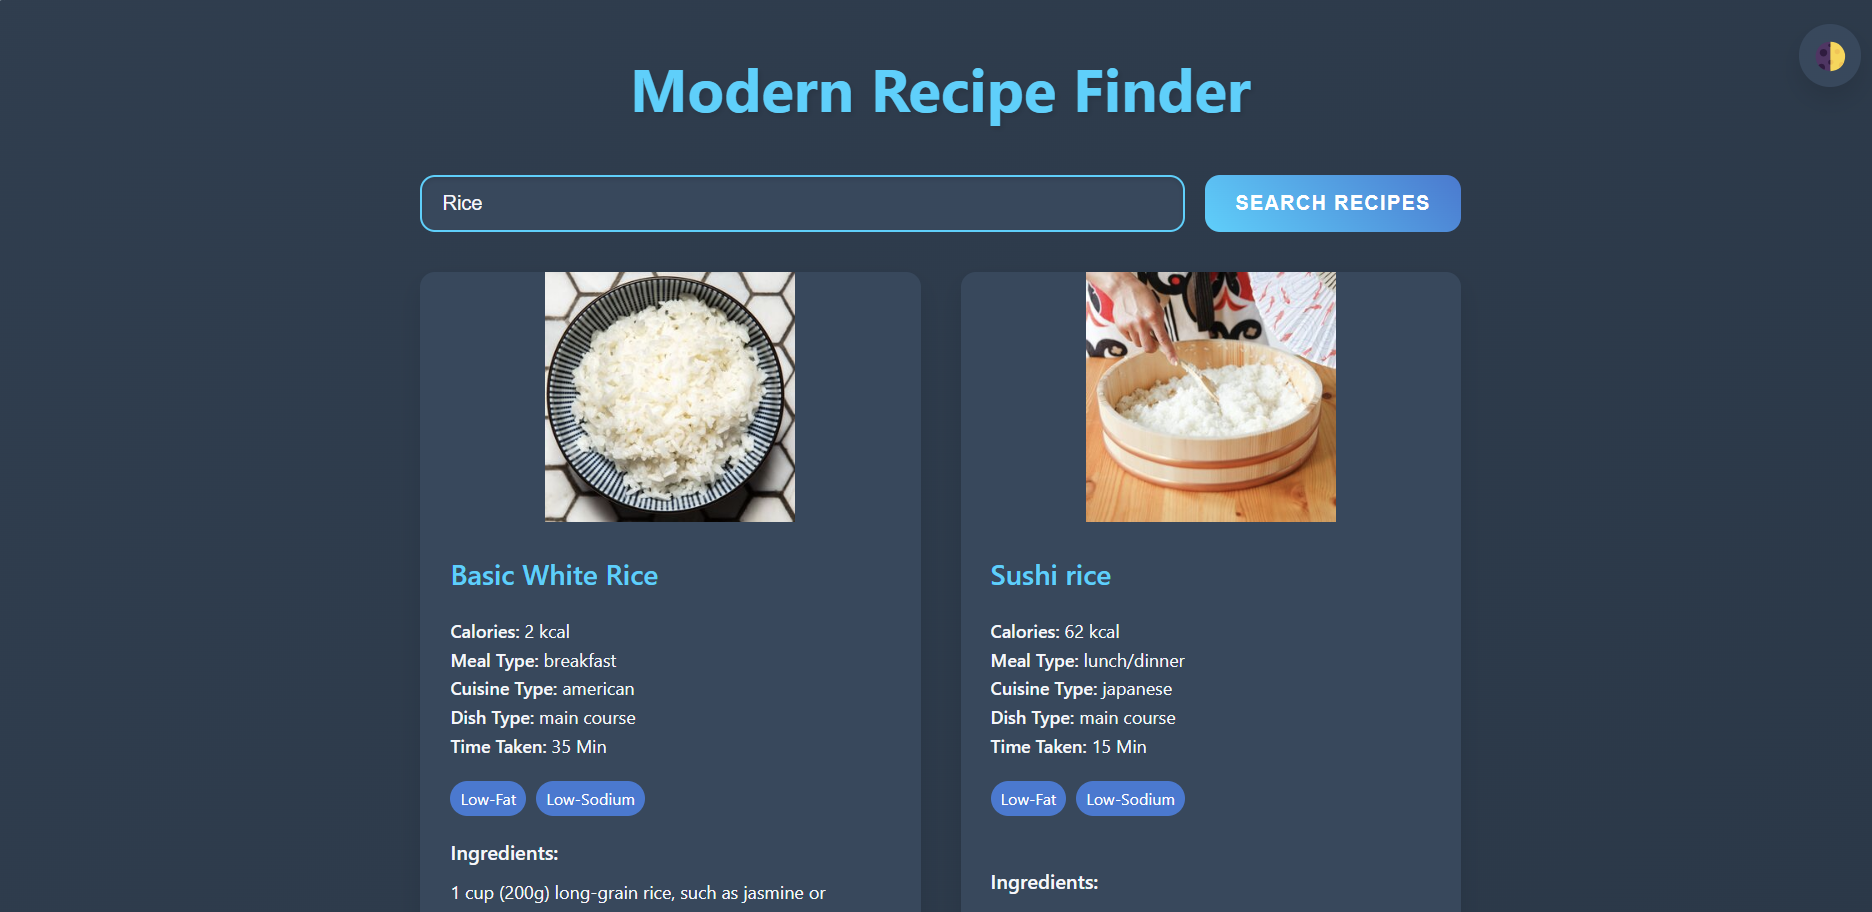 Modern Recipe Finder
Rice
SEARCH RECIPES
Basic White Rice
Calories: 2 kcal
Meal Type: breakfast
Cuisine Type: american
Dish Type: main course
Time Taken: 35 Min
Low-Fat
Low-Sodium
Ingredients:
1 cup (200g) long-grain rice, such as jasmine or
Sushi rice
Calories: 62 kcal
Meal Type: lunch/dinner
Cuisine Type: japanese
Dish Type: main course
Time Taken: 15 Min
Low-Fat
Low-Sodium
Ingredients: